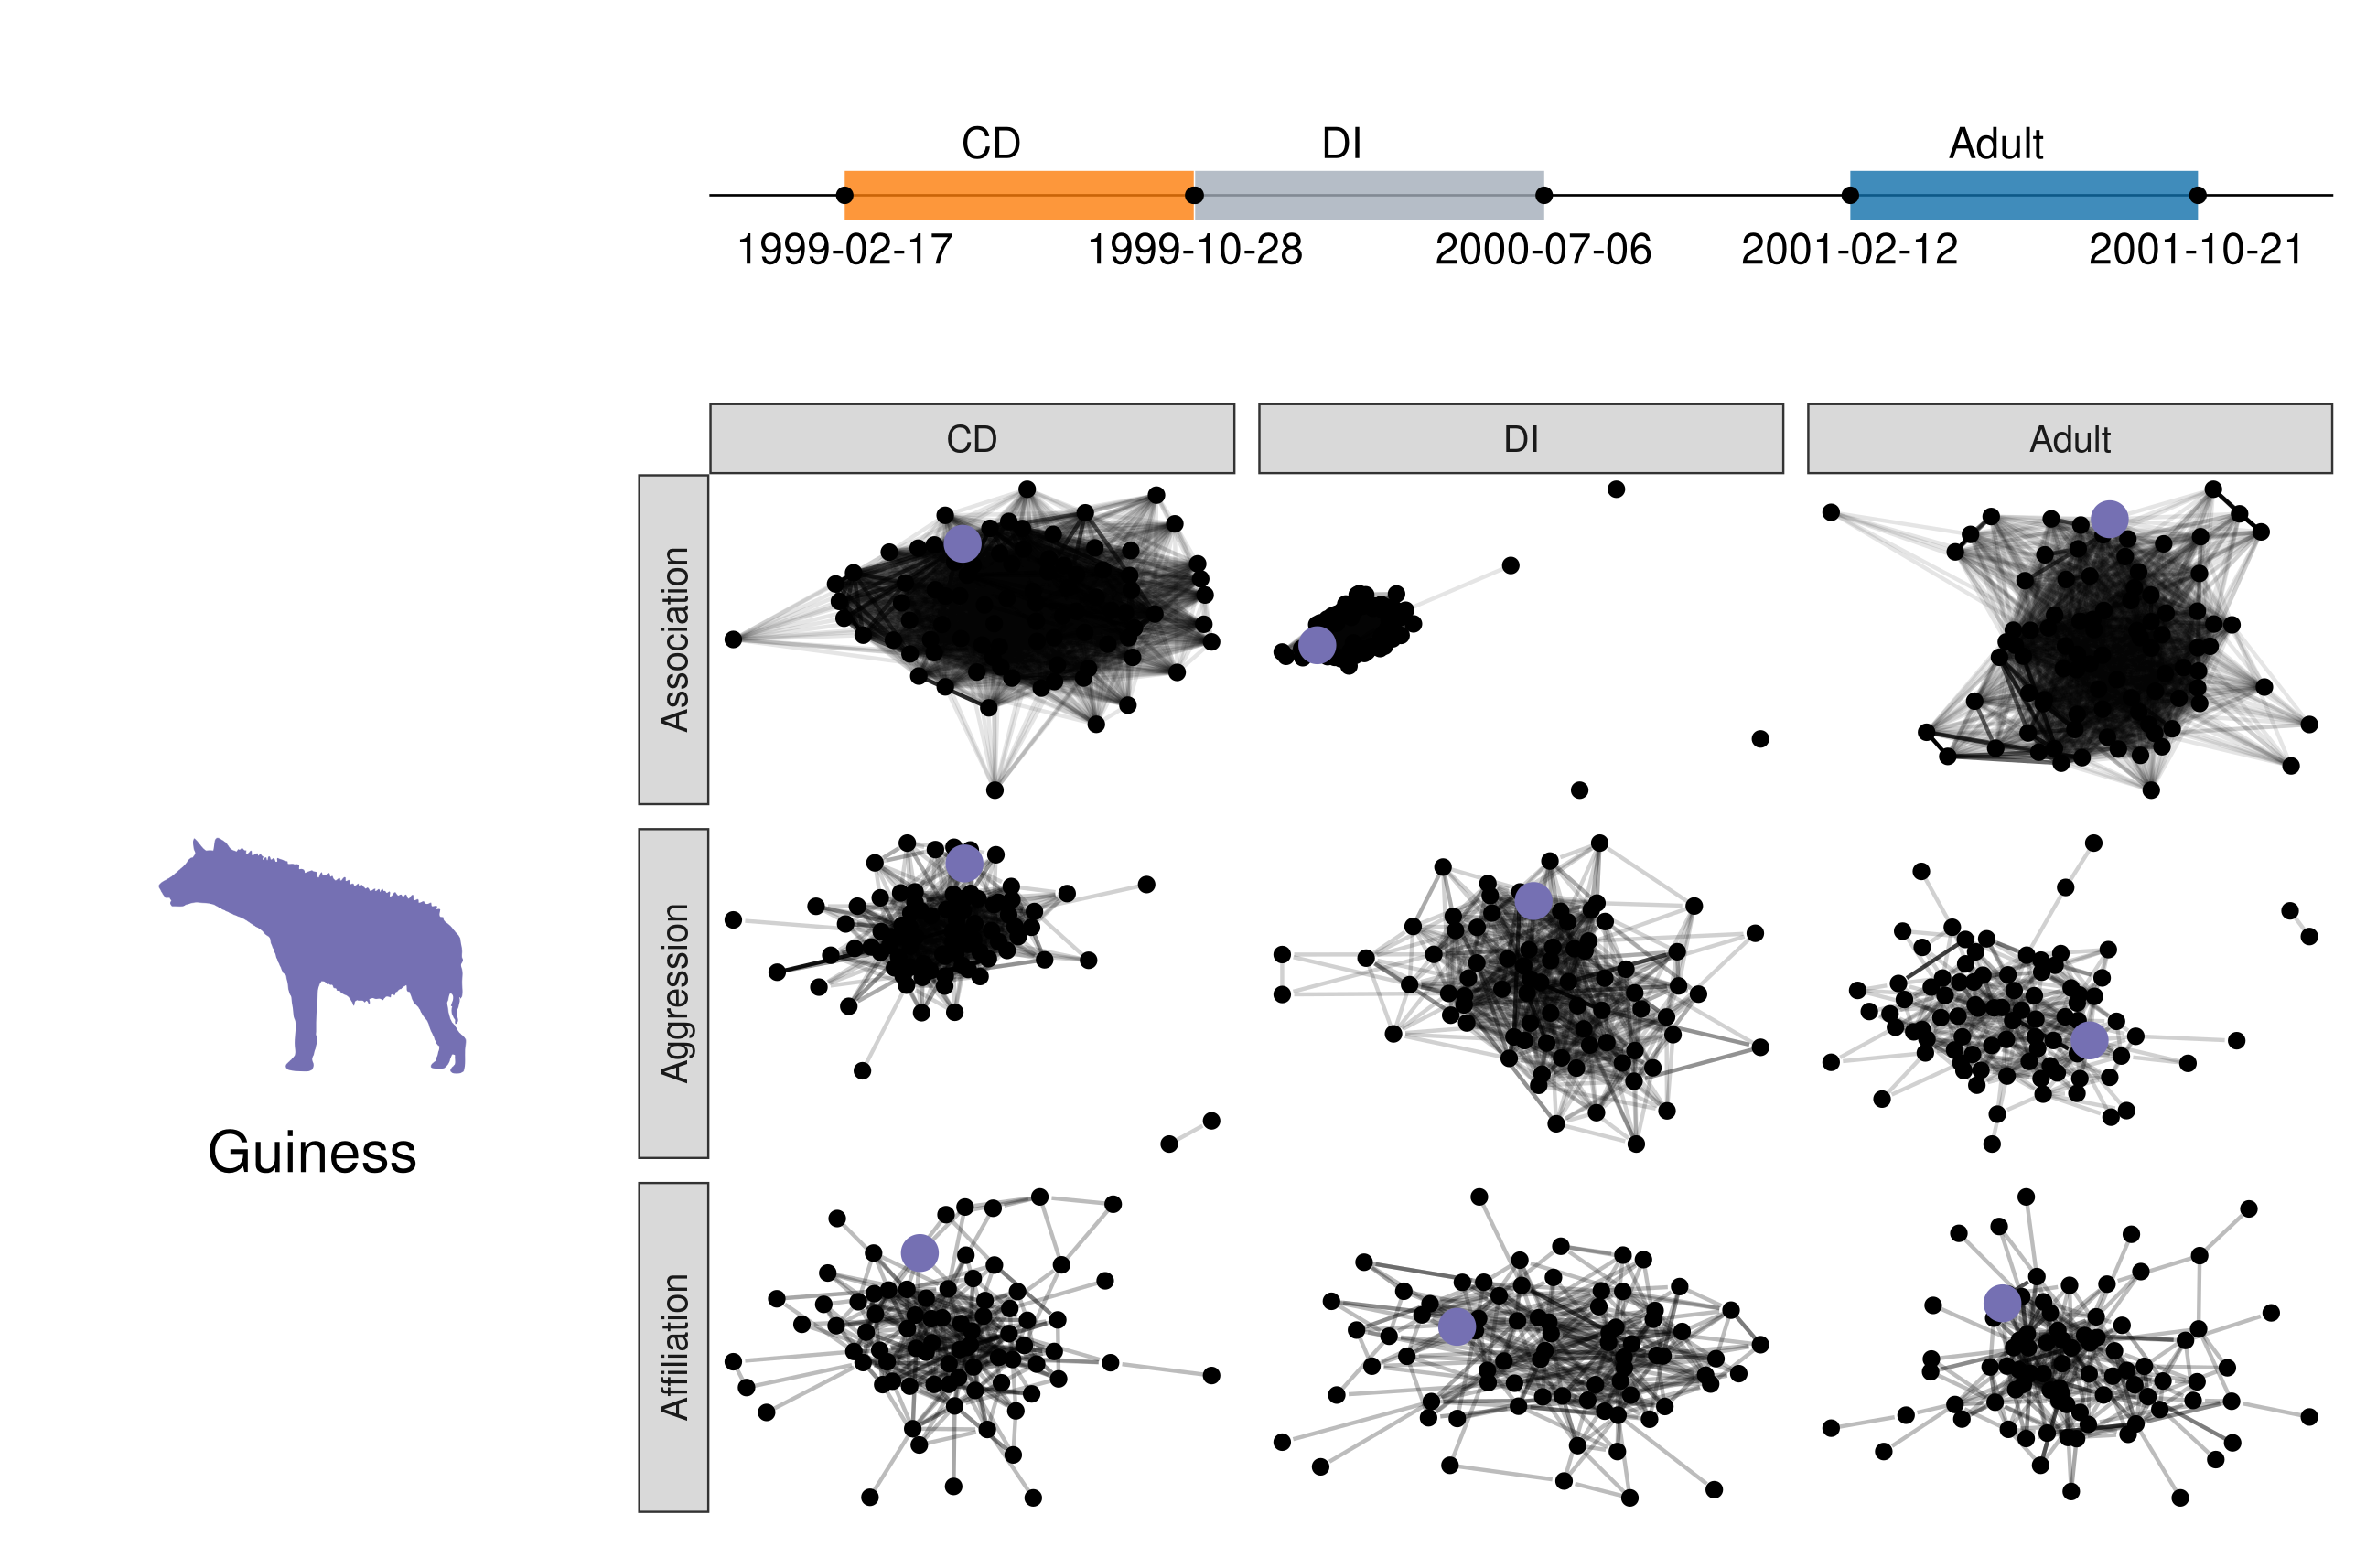 CD DI Adult
1999-02-17 1999-10-28 2000-07-06 2001-02-12 2001-10-21
CD DI Adult
Association
Aggression
Affiliation
Guiness